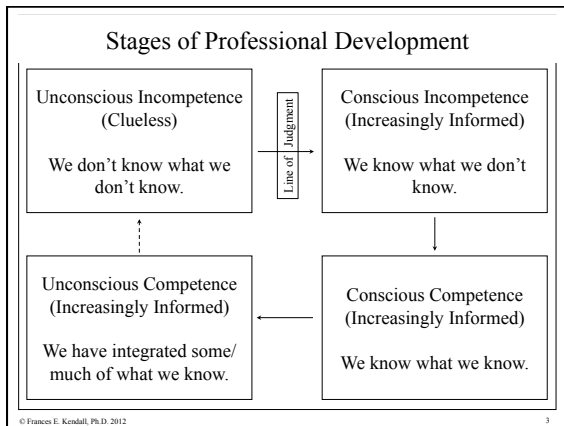 Stages of Professional Development
Unconscious Incompetence
(Clueless)
We don’t know what we
don’t know.
Line of Judgment
Conscious Incompetence
(Increasingly Informed)
We know what we don’t
know.
Unconscious Competence
(Increasingly Informed)
We have integrated some/
much of what we know.
Conscious Competence
(Increasingly Informed)
We know what we know.
© Frances E. Kendall, Ph.D. 2012
3